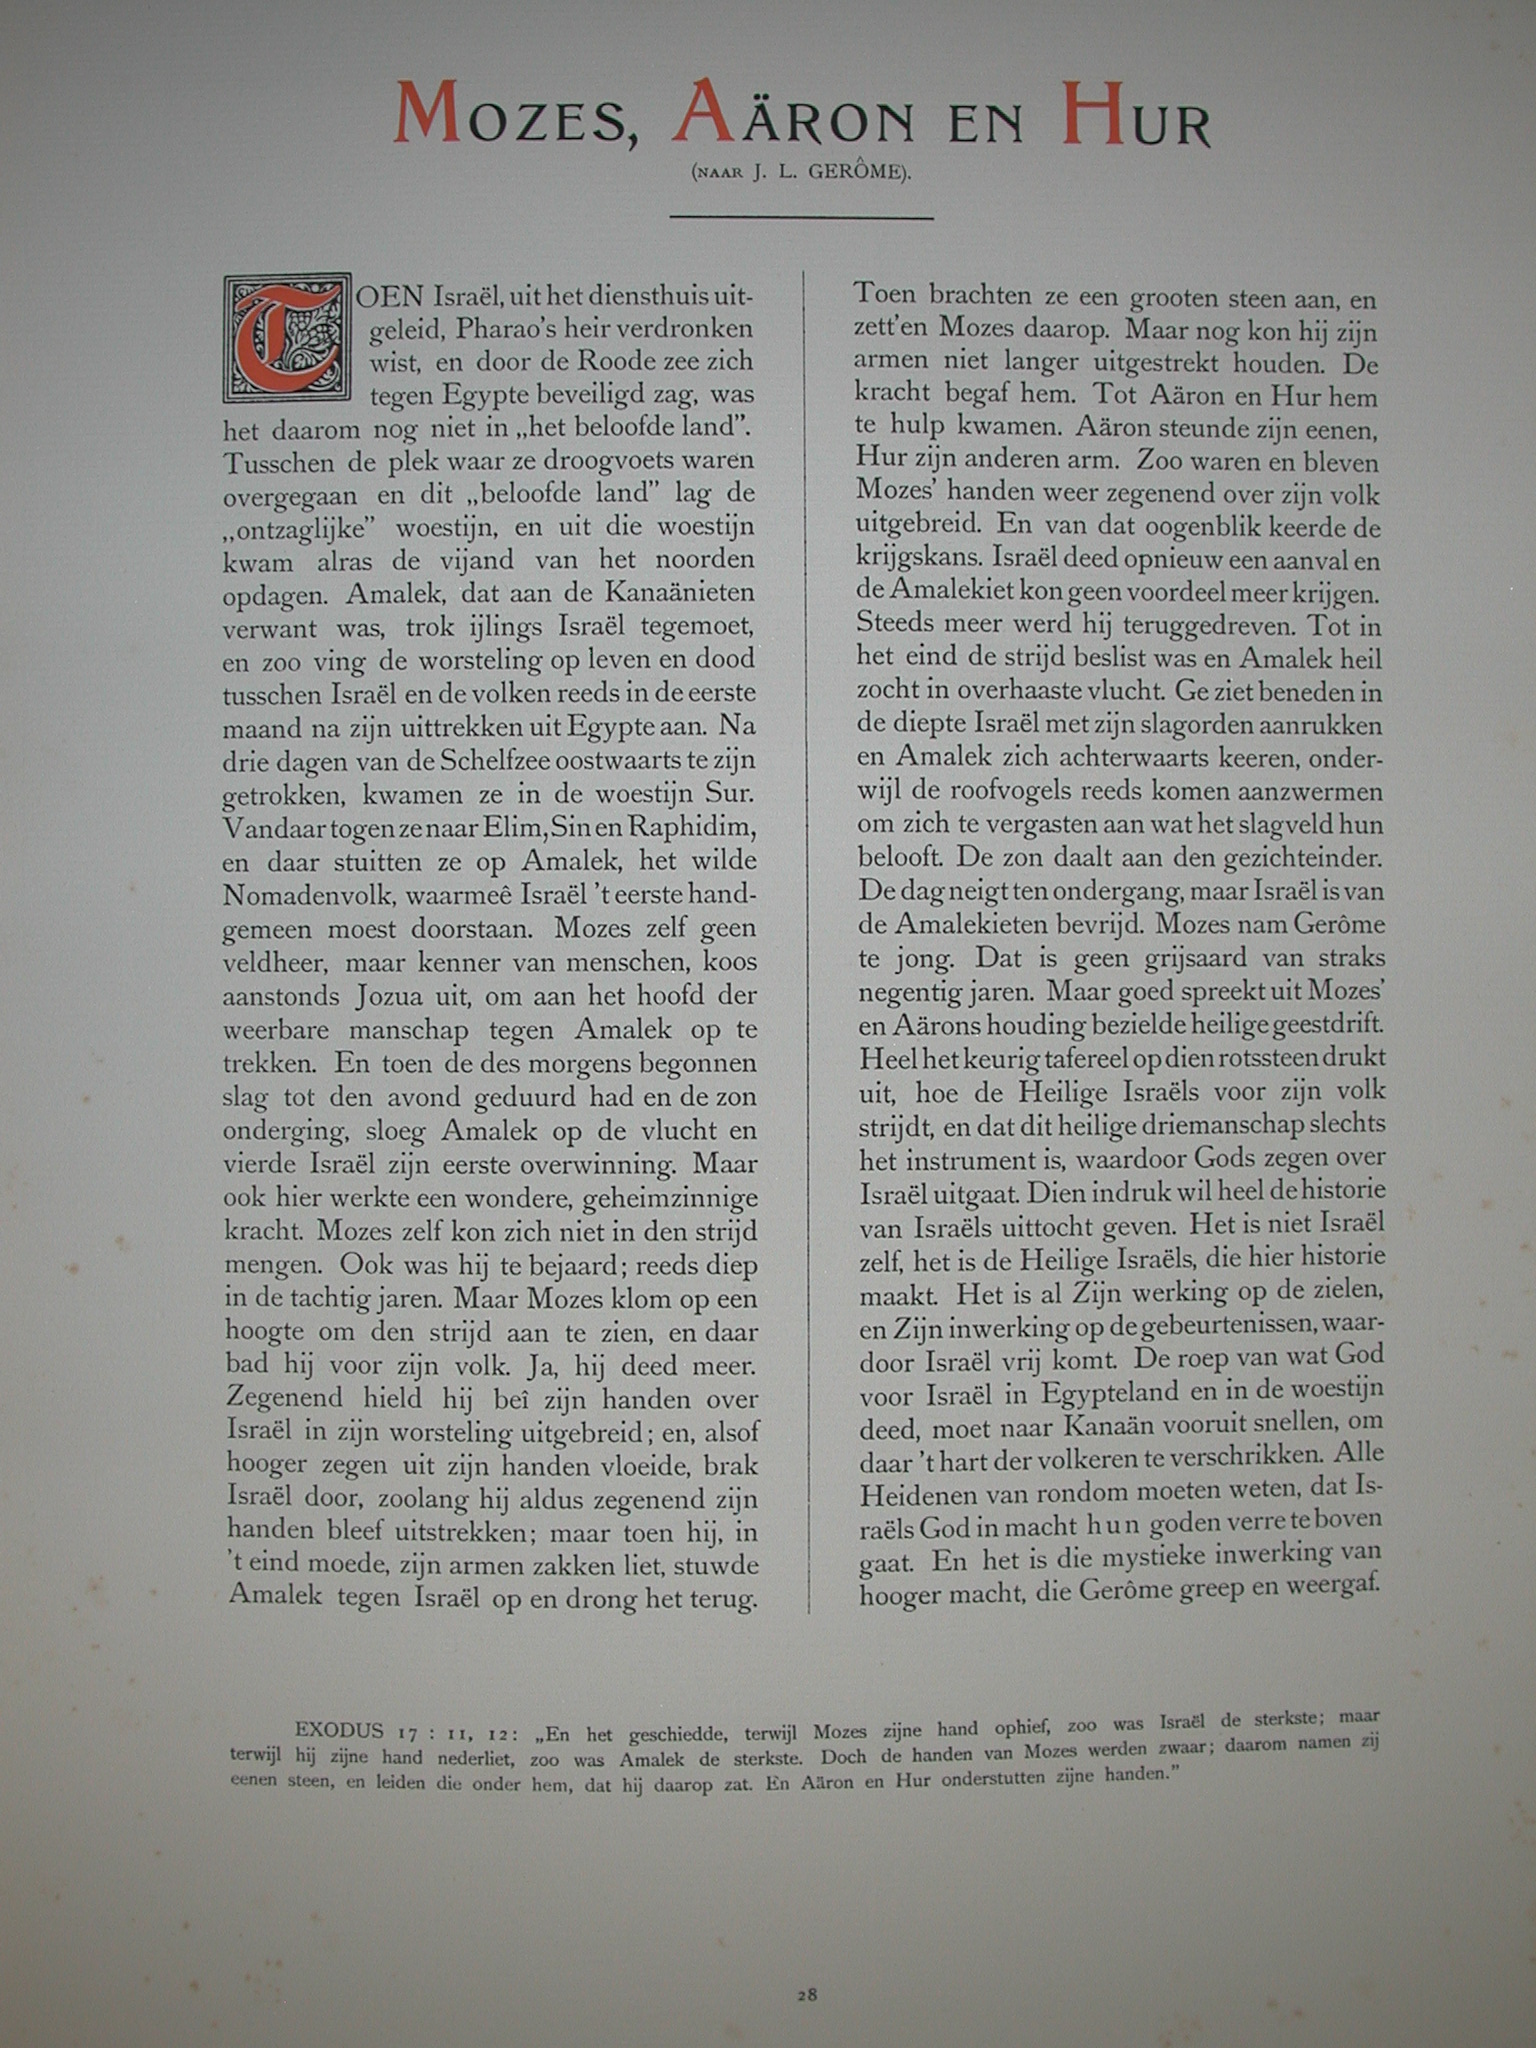 MOZES, AÄRON EN HUR
(NAAR J. L. GERÔME).
TOEN Israël, uit het diensthuis uit-
geleid, Pharao's heir verdronken
wist, en door de Roode zee zich
tegen Egypte beveiligd zag, was
het daarom nog niet in „het beloofde land”.
Tusschen de plek waar ze droogvoets waren
overgegaan en dit „beloofde land” lag de
„ontzaglijke” woestijn, en uit die woestijn
kwam alras de vijand van het noorden
opdagen. Amalek, dat aan de Kanaänieten
verwant was, trok ijlings Israël tegemoet,
en zoo ving de worsteling op leven en dood
tusschen Israël en de volken reeds in de eerste
maand na zijn uittrekken uit Egypte aan. Na
drie dagen van de Schelfzee oostwaarts te zijn
getrokken, kwamen ze in de woestijn Sur.
Vandaar togen ze naar Elim, Sin en Raphidim,
en daar stuitten ze op Amalek, het wilde
Nomadenvolk, waarmeê Israël 't eerste hand-
gemeen moest doorstaan. Mozes zelf geen
veldheer, maar kenner van menschen, koos
aanstonds Jozua uit, om aan het hoofd der
weerbare manschap tegen Amalek op te
trekken. En toen de des morgens begonnen
slag tot den avond geduurd had en de zon
onderging, sloeg Amalek op de vlucht en
vierde Israël zijn eerste overwinning. Maar
ook hier werkte een wondere, geheimzinnige
kracht. Mozes zelf kon zich niet in den strijd
mengen. Ook was hij te bejaard; reeds diep
in de tachtig jaren. Maar Mozes klom op een
hoogte om den strijd aan te zien, en daar
bad hij voor zijn volk. Ja, hij deed meer.
Zegenend hield hij beî zijn handen over
Israël in zijn worsteling uitgebreid; en, alsof
hooger zegen uit zijn handen vloeide, brak
Israël door, zoolang hij aldus zegenend zijn
handen bleef uitstrekken; maar toen hij, in
't eind moede, zijn armen zakken liet, stuwde
Amalek tegen Israël op en drong het terug.
Toen brachten ze een grooten steen aan, en
zett'en Mozes daarop. Maar nog kon hij zijn
armen niet langer uitgestrekt houden. De
kracht begaf hem. Tot Aäron en Hur hem
te hulp kwamen. Aäron steunde zijn eenen,
Hur zijn anderen arm. Zoo waren en bleven
Mozes' handen weer zegenend over zijn volk
uitgebreid. En van dat oogenblik keerde de
krijgskans. Israël deed opnieuw een aanval en
de Amalekiet kon geen voordeel meer krijgen.
Steeds meer werd hij teruggedreven. Tot in
het eind de strijd beslist was en Amalek heil
zocht in overhaaste vlucht. Ge ziet beneden in
de diepte Israël met zijn slagorden aanrukken
en Amalek zich achterwaarts keeren, onder-
wijl de roofvogels reeds komen aanzwermen
om zich te vergasten aan wat het slagveld hun
belooft. De zon daalt aan den gezichteinder.
De dag neigt ten ondergang, maar Israël is van
de Amalekieten bevrijd. Mozes nam Gerôme
te jong. Dat is geen grijsaard van straks
negentig jaren. Maar goed spreekt uit Mozes'
en Aärons houding bezielde heilige geestdrift.
Heel het keurig tafereel op dien rotssteen drukt
uit, hoe de Heilige Israëls voor zijn volk
strijdt, en dat dit heilige driemanschap slechts
het instrument is, waardoor Gods zegen over
Israël uitgaat. Dien indruk wil heel de historie
van Israëls uittocht geven. Het is niet Israël
zelf, het is de Heilige Israëls, die hier historie
maakt. Het is al Zijn werking op de zielen,
en Zijn inwerking op de gebeurtenissen, waar-
door Israël vrij komt. De roep van wat God
voor Israël in Egypteland en in de woestijn
deed, moet naar Kanaän vooruit snellen, om
daar 't hart der volkeren te verschrikken. Alle
Heidenen van rondom moeten weten, dat Is-
raëls God in macht hun goden verre te boven
gaat. En het is die mystieke inwerking van
hooger macht, die Gerôme greep en weergaf.
EXODUS 17 : 11, 12: „En het geschiedde, terwijl Mozes zijne hand ophief, zoo was Israël de sterkste; maar
terwijl hij zijne hand nederliet, zoo was Amalek de sterkste. Doch de handen van Mozes werden zwaar; daarom namen zij
eenen steen, en leiden die onder hem, dat hij daarop zat. En Aäron en Hur onderstutten zijne handen.”
28